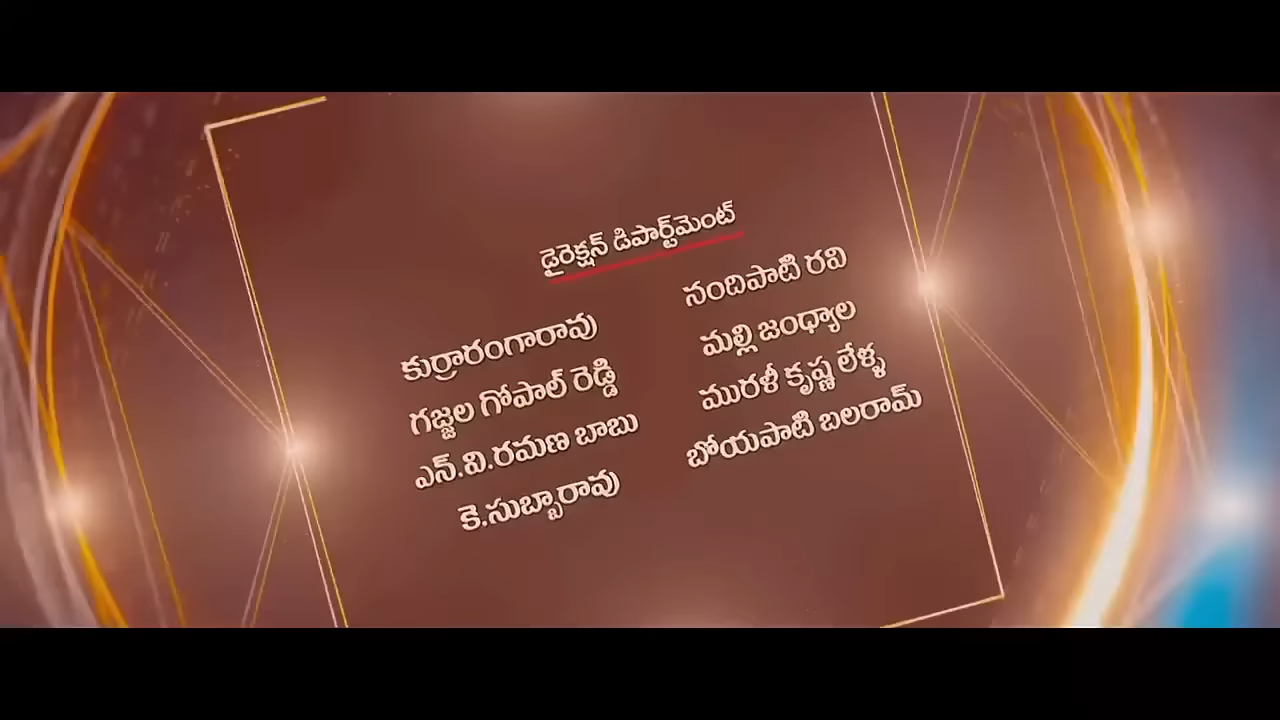 డైరెక్షన్ డిపార్ట్‌మెంట్
కుర్రారంగారావు
గజ్జల గోపాల్ రెడ్డి
ఎన్.వి.రమణ బాబు
కె.సుబ్బారావు
నందిపాటి రవి
మల్లి జంధ్యాల
మురళీ కృష్ణ లేళ్ళ
బోయపాటి బలరామ్